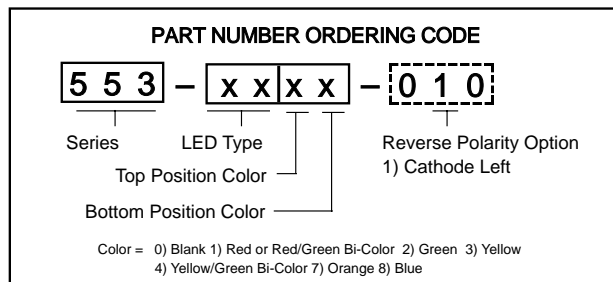 PART NUMBER ORDERING CODE
5 5 3 – x x x x – 0 1 0
Series LED Type Reverse Polarity Option
1) Cathode Left
Top Position Color
Bottom Position Color
Color = 0) Blank 1) Red or Red/Green Bi-Color 2) Green 3) Yellow
4) Yellow/Green Bi-Color 7) Orange 8) Blue